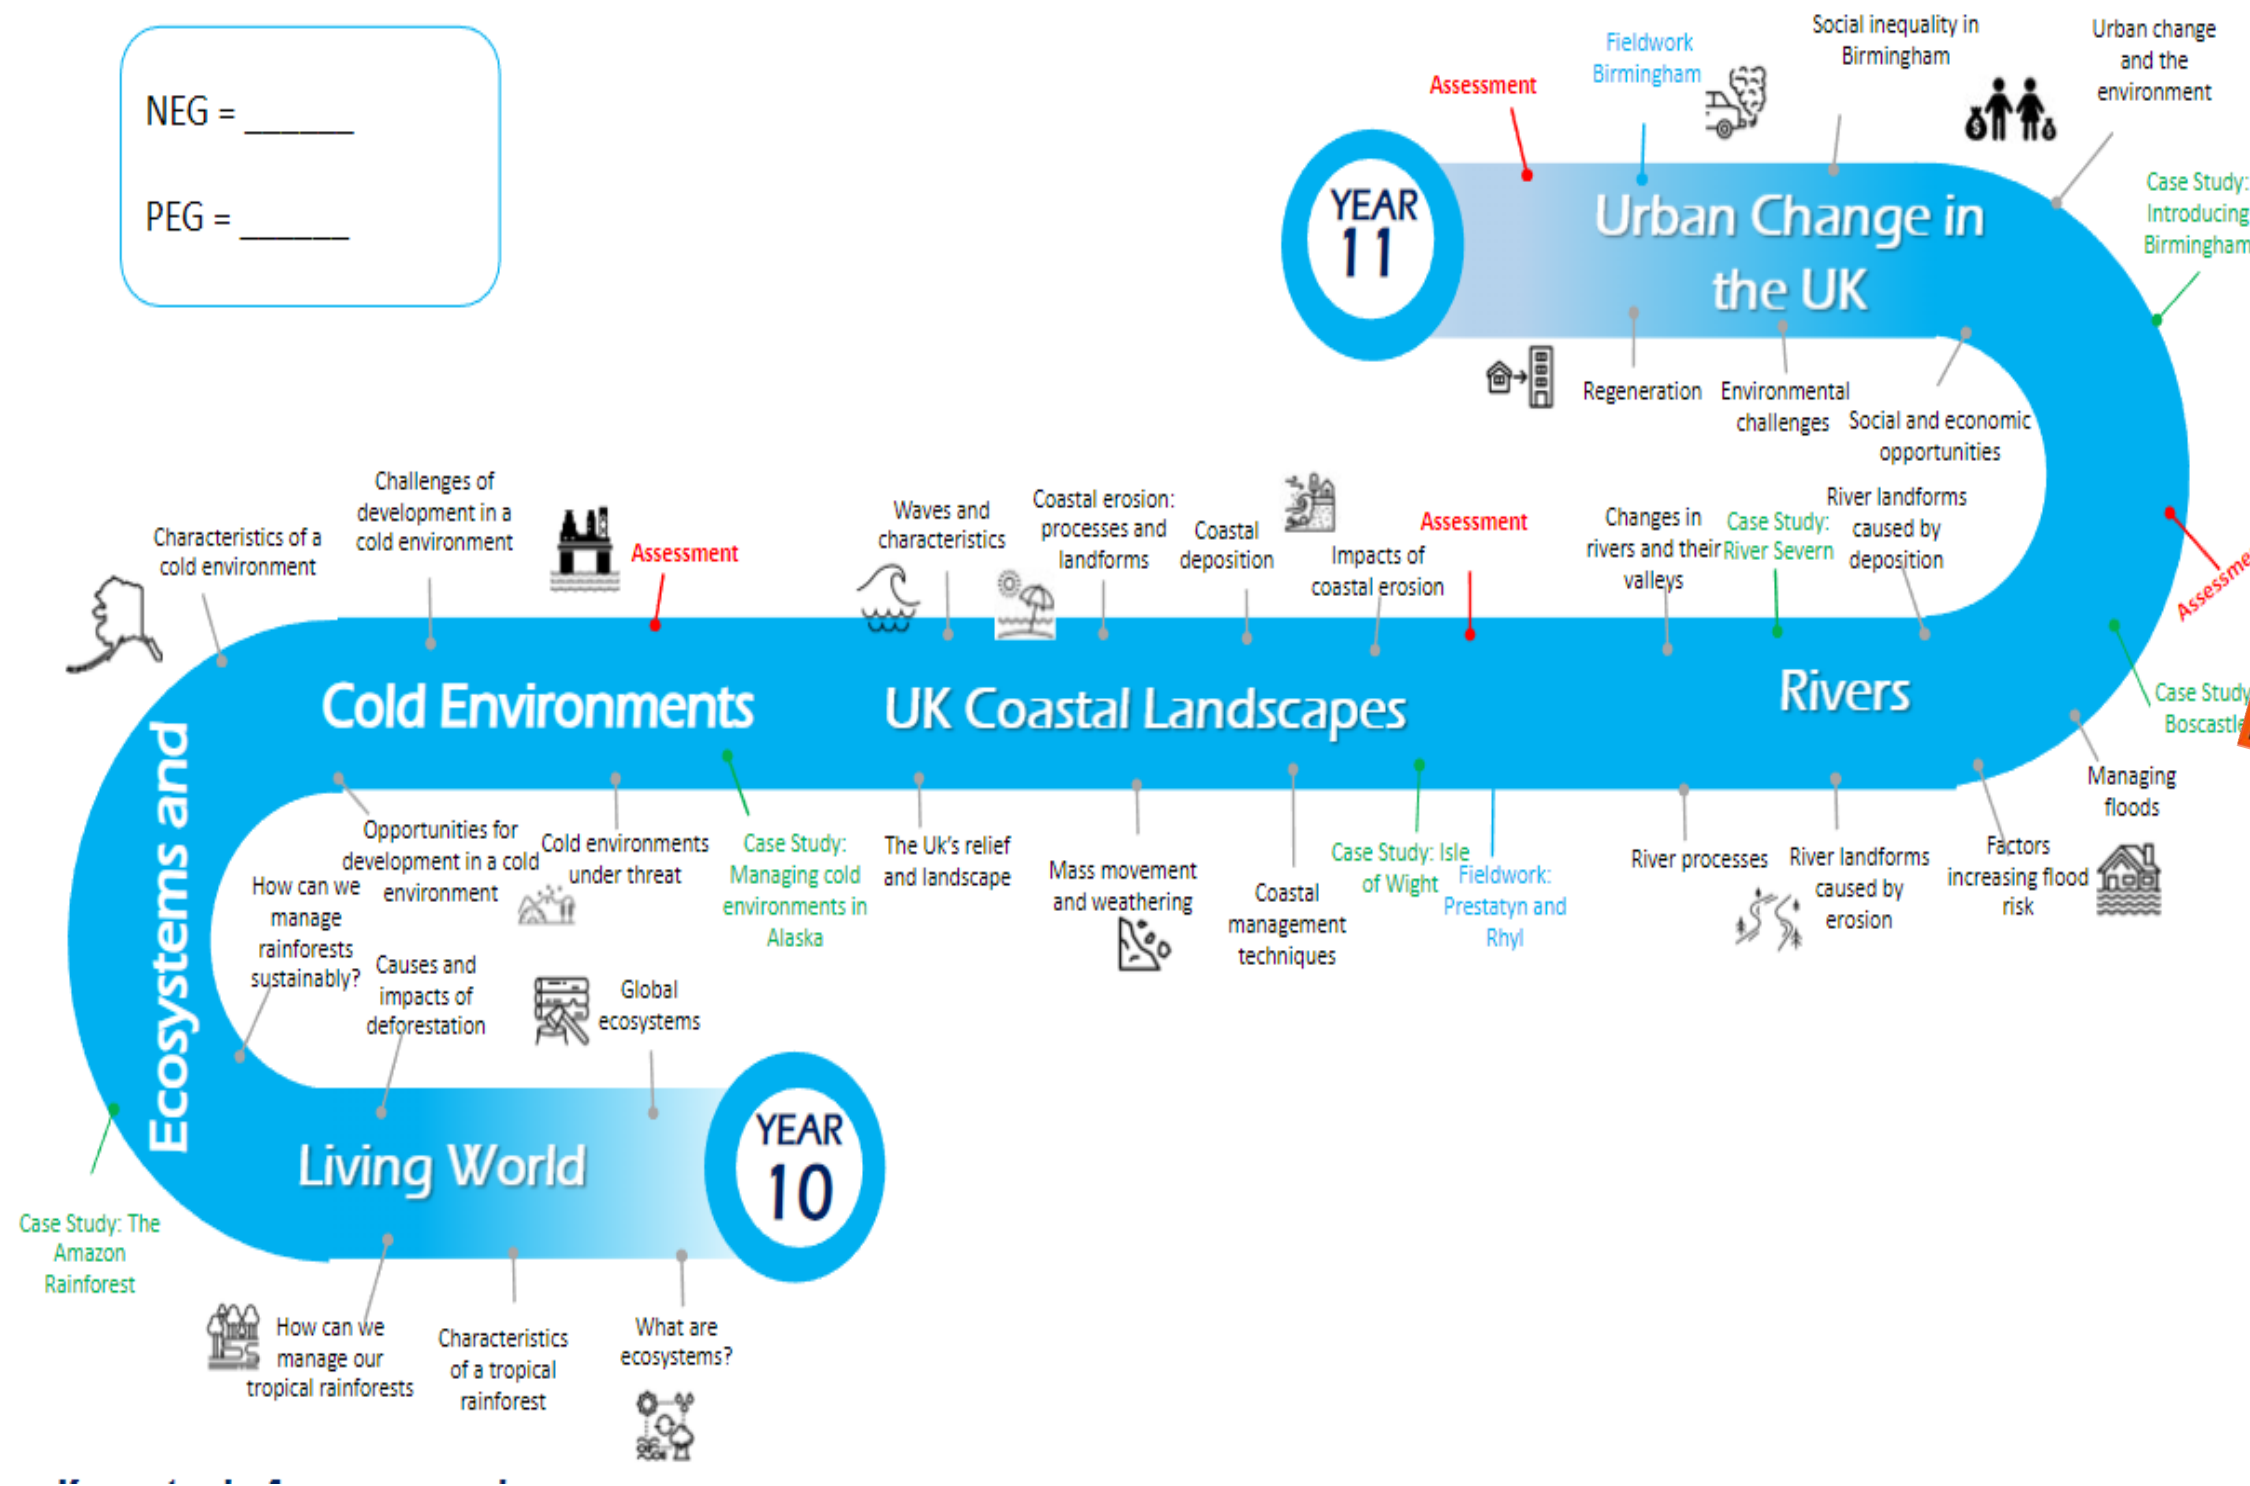 NEG = ______
PEG = ______
Assessment
Fieldwork
Birmingham
Social inequality in
Birmingham
Urban change
and the
environment
Case Study:
Introducing
Birmingham
YEAR
11
Urban Change in
the UK
Regeneration
Environmental
challenges
Social and economic
opportunities
Characteristics of a
cold environment
Challenges of
development in a
cold environment
Assessment
Waves and
characteristics
Coastal erosion:
processes and
landforms
Coastal
deposition
Impacts of
coastal erosion
Assessment
Changes in
rivers and their
valleys
Case Study:
River Severn
River landforms
caused by
deposition
Assessme
Cold Environments
UK Coastal Landscapes
Rivers
Case Study
Boscastle
Managing
floods
Opportunities for
development in a cold
environment
Cold environments
under threat
Case Study:
Managing cold
environments in
Alaska
The Uk's relief
and landscape
Mass movement
and weathering
Coastal
management
techniques
Case Study: Isle
of Wight
Fieldwork:
Prestatyn and
Rhyl
River processes
River landforms
caused by
erosion
Factors
increasing flood
risk
Ecosystems and
How can we
manage
rainforests
sustainably?
Causes and
impacts of
deforestation
Global
ecosystems
Living World
YEAR
10
Case Study: The
Amazon
Rainforest
How can we
manage our
tropical rainforests
Characteristics
of a tropical
rainforest
What are
ecosystems?